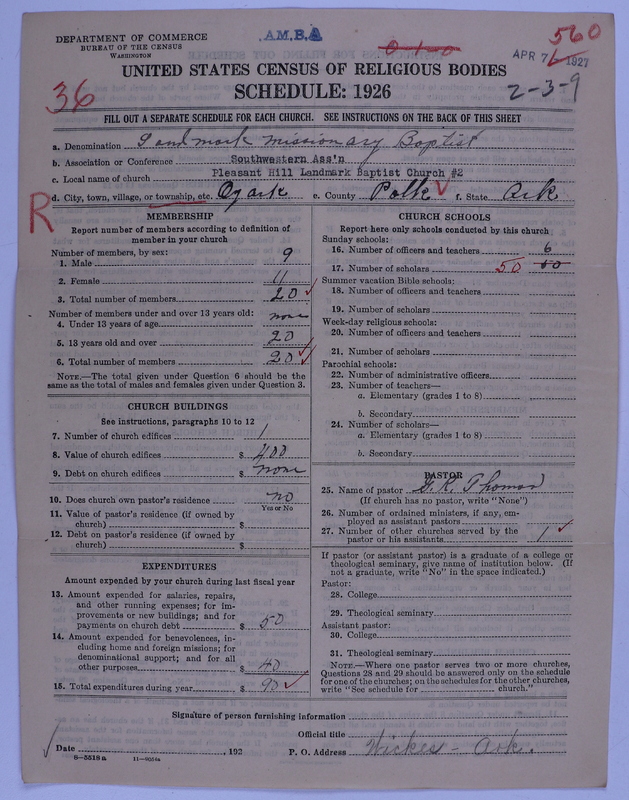 DEPARTMENT OF COMMERCE
BUREAU OF THE CENSUS
WASHINGTON
A.M.B.A
0-1-0
560
APR 7 1927
2-3-9
36
UNITED STATES CENSUS OF RELIGIOUS BODIES
SCHEDULE: 1926
FILL OUT A SEPARATE SCHEDULE FOR EACH CHURCH. SEE INSTRUCTIONS ON THE BACK OF THIS SHEET
a. Denomination Landmark Missionary Baptist
b. Association or Conference Southwestern Ass'n
c. Local name of church Pleasant Hill Landmark Baptist Church #2
d. City, town, village, or township, etc. Ozark e. County Polk f. State Ark
R
MEMBERSHIP
Report number of members according to definition of
member in your church
Number of members, by sex:
1. Male 9
2. Female 11
3. Total number of members 20
Number of members under and over 13 years old:
4. Under 13 years of age none
5. 13 years old and over 20
6. Total number of members 20
NOTE.—The total given under Question 6 should be the
same as the total of males and females given under Question 3.
CHURCH BUILDINGS
See instructions, paragraphs 10 to 12
7. Number of church edifices 1
8. Value of church edifices $ 400
9. Debt on church edifices $ none
10. Does church own pastor's residence no
Yes or No
11. Value of pastor's residence (if owned by
church) $
12. Debt on pastor's residence (if owned by
church) $
EXPENDITURES
Amount expended by your church during last fiscal year
13. Amount expended for salaries, repairs,
and other running expenses; for im-
provements or new buildings; and for
payments on church debt $ 50
14. Amount expended for benevolences, in-
cluding home and foreign missions; for
denominational support; and for all
other purposes $ 40
15. Total expenditures during year $ 90
CHURCH SCHOOLS
Report here only schools conducted by this church
Sunday schools:
16. Number of officers and teachers 6
17. Number of scholars 50 50
Summer vacation Bible schools:
18. Number of officers and teachers
19. Number of scholars
Week-day religious schools:
20. Number of officers and teachers
21. Number of scholars
Parochial schools:
22. Number of administrative officers
23. Number of teachers—
a. Elementary (grades 1 to 8)
b. Secondary
24. Number of scholars—
a. Elementary (grades 1 to 8)
b. Secondary
PASTOR
25. Name of pastor R. Thomas
(If church has no pastor, write "None")
26. Number of ordained ministers, if any, em-
ployed as assistant pastors
27. Number of other churches served by the
pastor or his assistants 1
If pastor (or assistant pastor) is a graduate of a college or
theological seminary, give name of institution below. (If
not a graduate, write "No" in the space indicated.)
Pastor:
28. College
29. Theological seminary
Assistant pastor:
30. College
31. Theological seminary
NOTE.—Where one pastor serves two or more churches,
Questions 28 and 29 should be answered only on the schedule
for one of the churches; on the schedules for the other churches,
write "See schedule for church."
Signature of person furnishing information
Official title
Date , 192 P. O. Address Wickes - Ark.
8-5518a 11-9054a